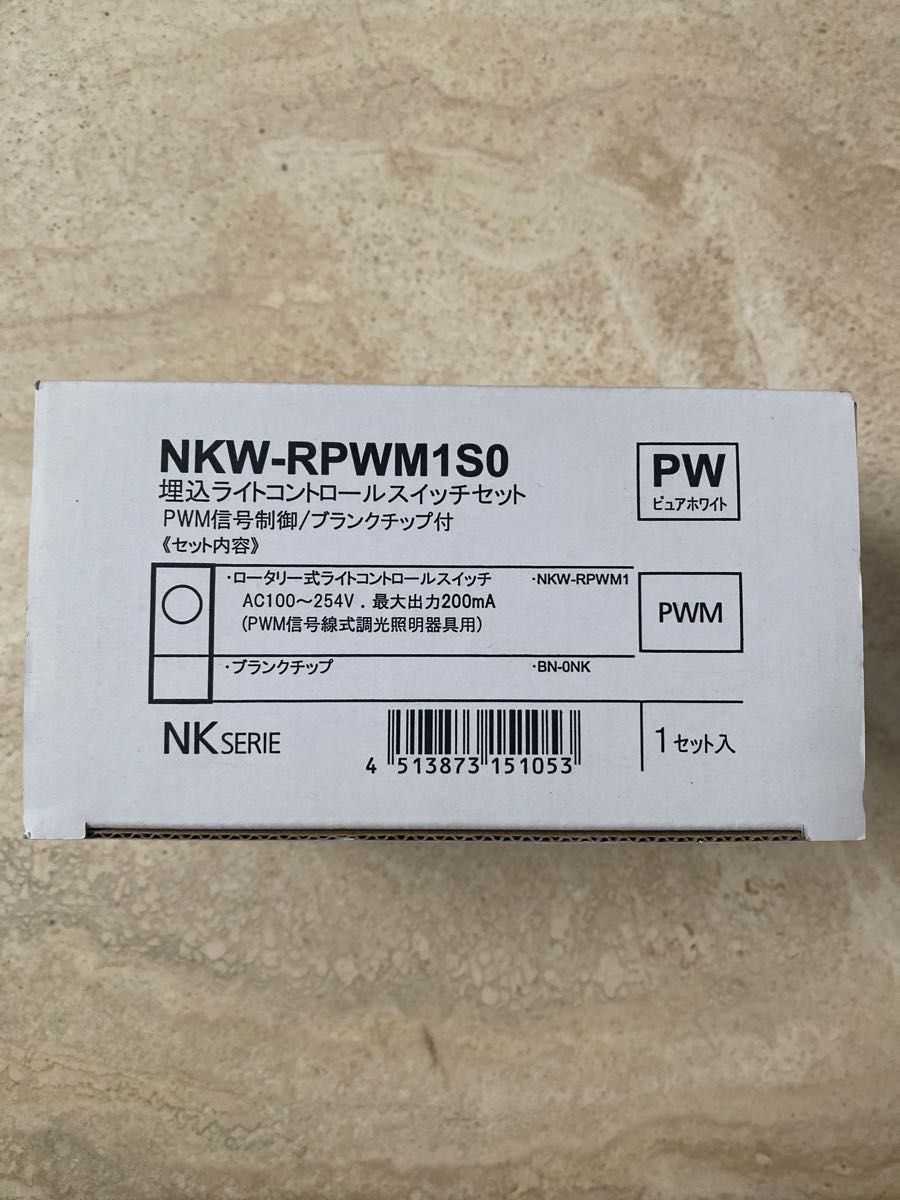 NKW-RPWM1S0
埋込ライトコントロールスイッチセット
PWM信号制御/ブランクチップ付
《セット内容》
PW
ピュアホワイト
・ロータリー式ライトコントロールスイッチ ・NKW-RPWM1
AC100～254V．最大出力200mA
(PWM信号線式調光照明器具用)
PWM
・ブランクチップ ・BN-0NK
NK SERIE
4 513873 151053
1セット入